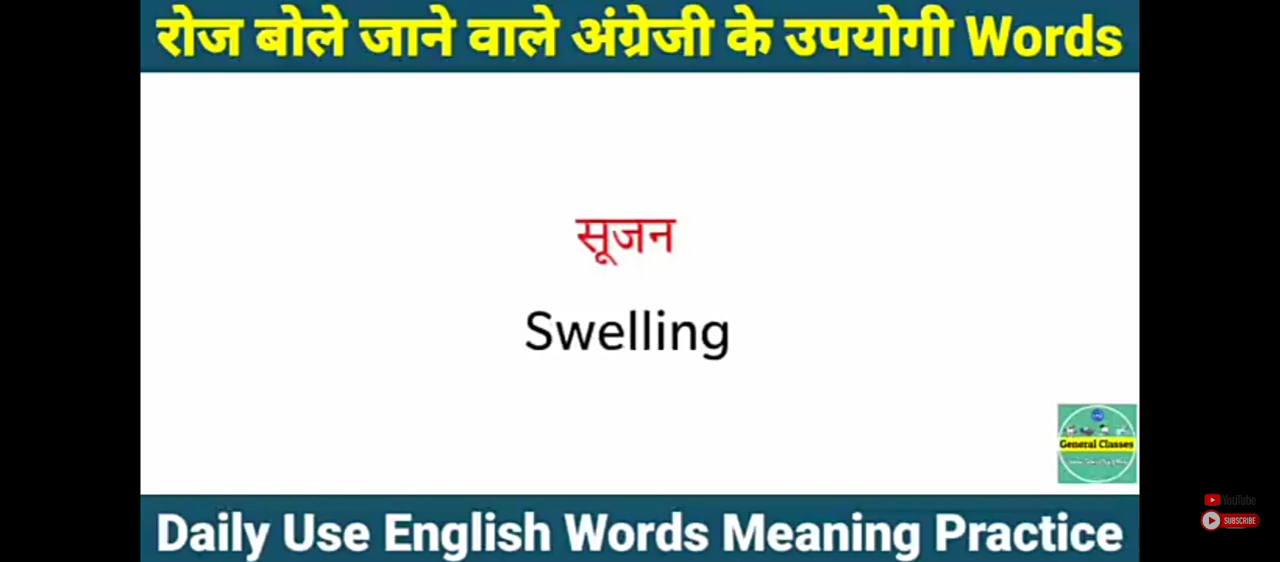 रोज बोले जाने वाले अंग्रेजी के उपयोगी Words
सूजन
Swelling
General Classes
YouTube
SUBSCRIBE
Daily Use English Words Meaning Practice